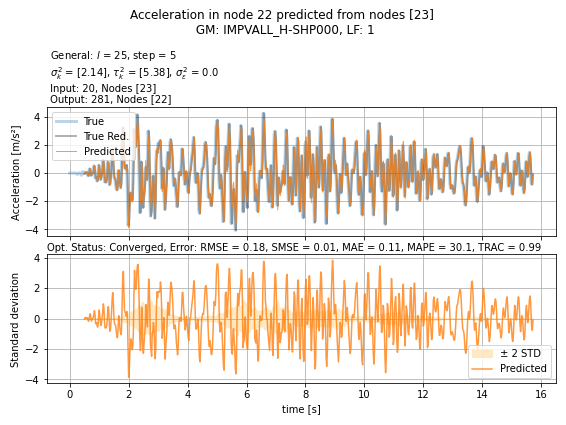 Acceleration in node 22 predicted from nodes [23]
GM: IMPVALL_H-SHP000, LF: 1
General: l = 25, step = 5
σ_k² = [2.14], τ_k² = [5.38], σ_ε² = 0.0
Input: 20, Nodes [23]
Output: 281, Nodes [22]
True
True Red.
Predicted
Acceleration [m/s²]
4
2
0
−2
−4
Opt. Status: Converged, Error: RMSE = 0.18, SMSE = 0.01, MAE = 0.11, MAPE = 30.1, TRAC = 0.99
Standard deviation
4
2
0
−2
−4
± 2 STD
Predicted
0 2 4 6 8 10 12 14 16
time [s]